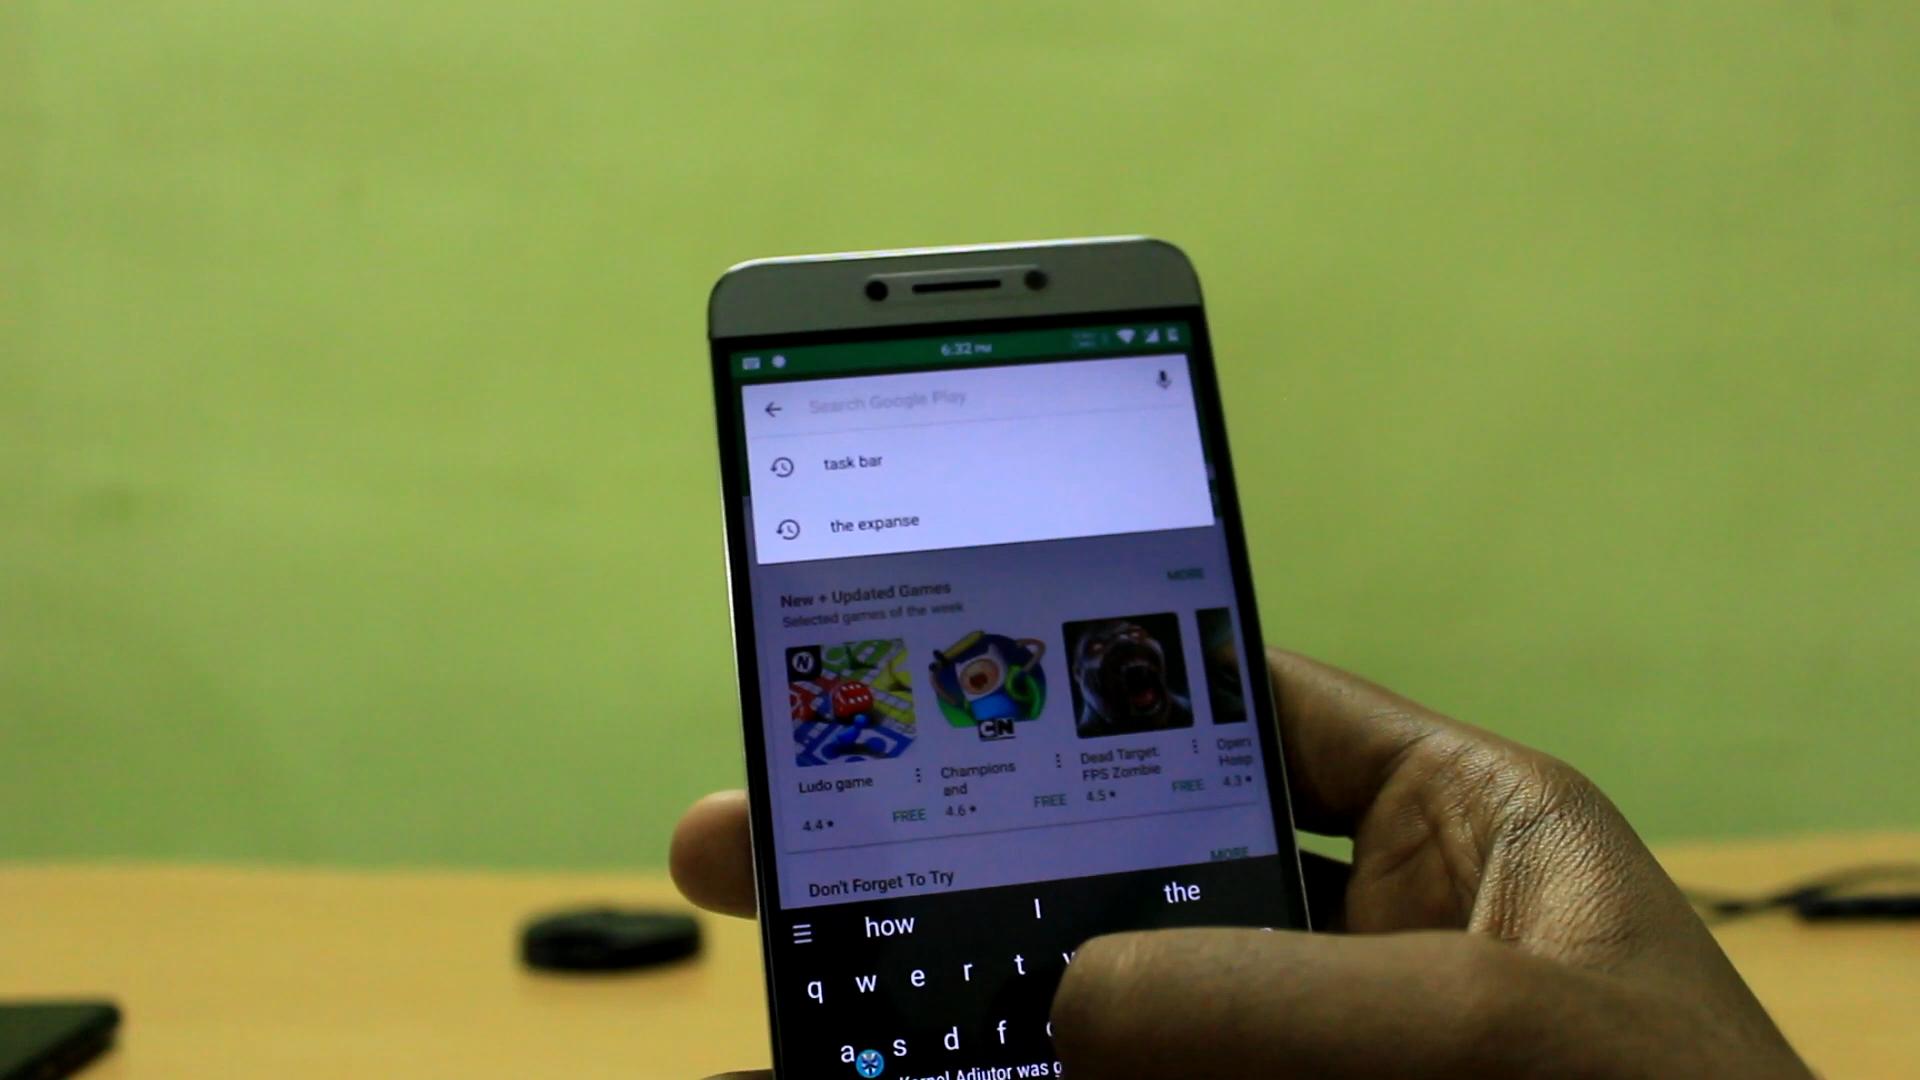 6:32 PM
Search Google Play
task bar
the expanse
New + Updated Games
MORE
Selected games of the week
N
CN
Ludo game
4.4★
FREE
Champions
and
4.6★
FREE
Dead Target:
FPS Zombie
4.5★
FREE
4.3★
Don't Forget To Try
MORE
how I the
q w e r t
a s d f
Kernel Adiutor was